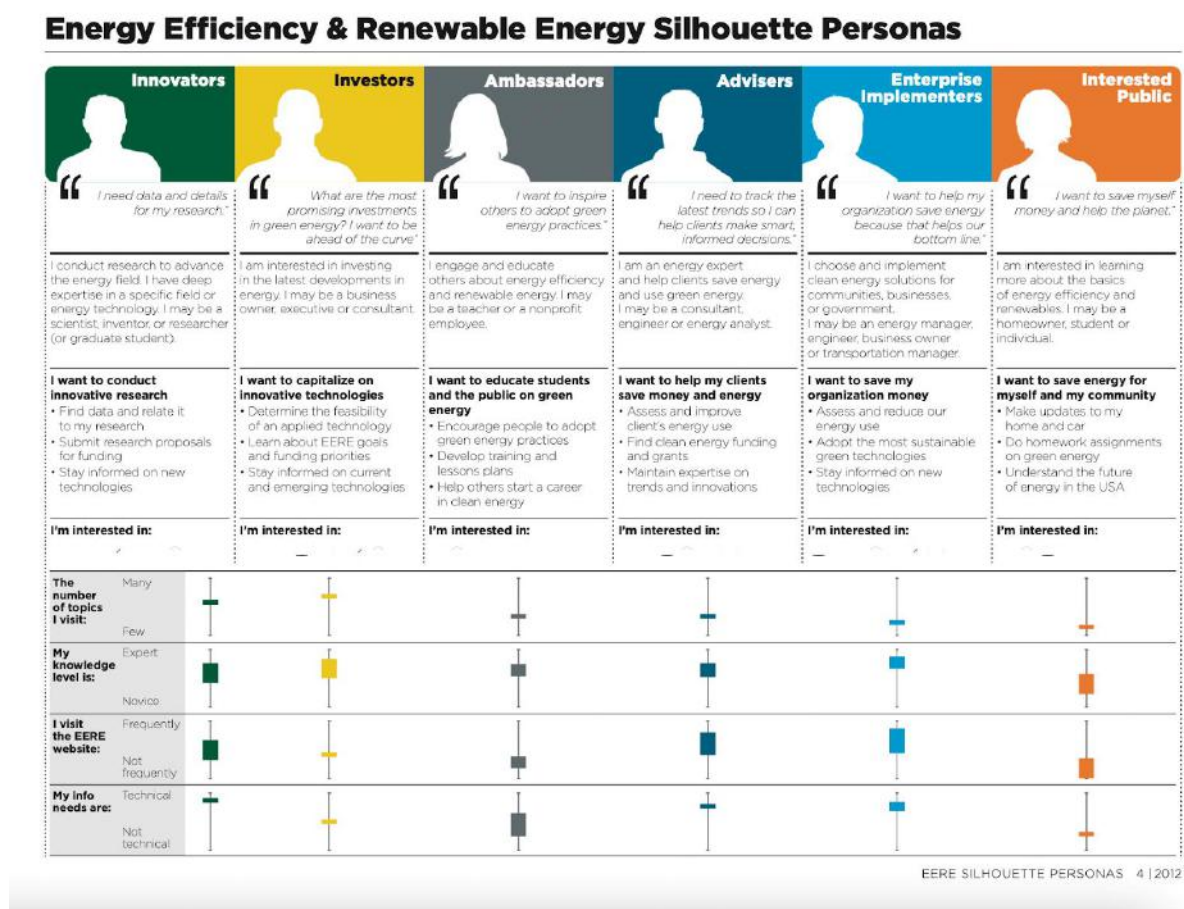 Energy Efficiency & Renewable Energy Silhouette Personas
Innovators
“ I need data and details
for my research."
I conduct research to advance
the energy field. I have deep
expertise in a specific field or
energy technology. I may be a
scientist, inventor, or researcher
(or graduate student).
I want to conduct
innovative research
• Find data and relate it
to my research
• Submit research proposals
for funding
• Stay informed on new
technologies
I'm interested in:
Investors
“ What are the most
promising investments
in green energy? I want to be
ahead of the curve"
I am interested in investing
in the latest developments in
energy. I may be a business
owner, executive or consultant.
I want to capitalize on
innovative technologies
• Determine the feasibility
of an applied technology
• Learn about EERE goals
and funding priorities
• Stay informed on current
and emerging technologies
I'm interested in:
Ambassadors
“ I want to inspire
others to adopt green
energy practices."
I engage and educate
others about energy efficiency
and renewable energy. I may
be a teacher or a nonprofit
employee.
I want to educate students
and the public on green
energy
• Encourage people to adopt
green energy practices
• Develop training and
lessons plans
• Help others start a career
in clean energy
I'm interested in:
Advisers
“ I need to track the
latest trends so I can
help clients make smart,
informed decisions."
I am an energy expert
and help clients save energy
and use green energy.
I may be a consultant,
engineer or energy analyst.
I want to help my clients
save money and energy
• Assess and improve
client's energy use
• Find clean energy funding
and grants
• Maintain expertise on
trends and innovations
I'm interested in:
Enterprise
Implementers
“ I want to help my
organization save energy
because that helps our
bottom line."
I choose and implement
clean energy solutions for
communities, businesses,
or government.
I may be an energy manager,
engineer, business owner
or transportation manager.
I want to save my
organization money
• Assess and reduce our
energy use
• Adopt the most sustainable
green technologies
• Stay informed on new
technologies
I'm interested in:
Interested
Public
“ I want to save myself
money and help the planet."
I am interested in learning
more about the basics
of energy efficiency and
renewables. I may be a
homeowner, student or
individual.
I want to save energy for
myself and my community
• Make updates to my
home and car
• Do homework assignments
on green energy
• Understand the future
of energy in the USA
I'm interested in:
The
number
of topics
I visit:
Many
Few
My
knowledge
level is:
Expert
Novice
I visit
the EERE
website:
Frequently
Not
frequently
My info
needs are:
Technical
Not
technical
EERE SILHOUETTE PERSONAS 4 | 2012